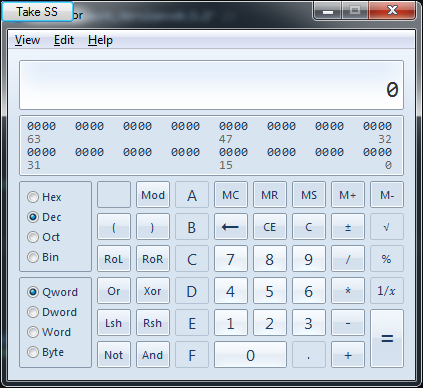 Take SS
or
View Edit Help
0
0000 0000 0000 0000 0000 0000 0000 0000
63 47 32
0000 0000 0000 0000 0000 0000 0000 0000
31 15 0
Hex
Dec
Oct
Bin
Qword
Dword
Word
Byte
Mod A MC MR MS M+ M-
( ) B ← CE C ± √
RoL RoR C 7 8 9 / %
Or Xor D 4 5 6 * 1/x
Lsh Rsh E 1 2 3 - =
Not And F 0 . +